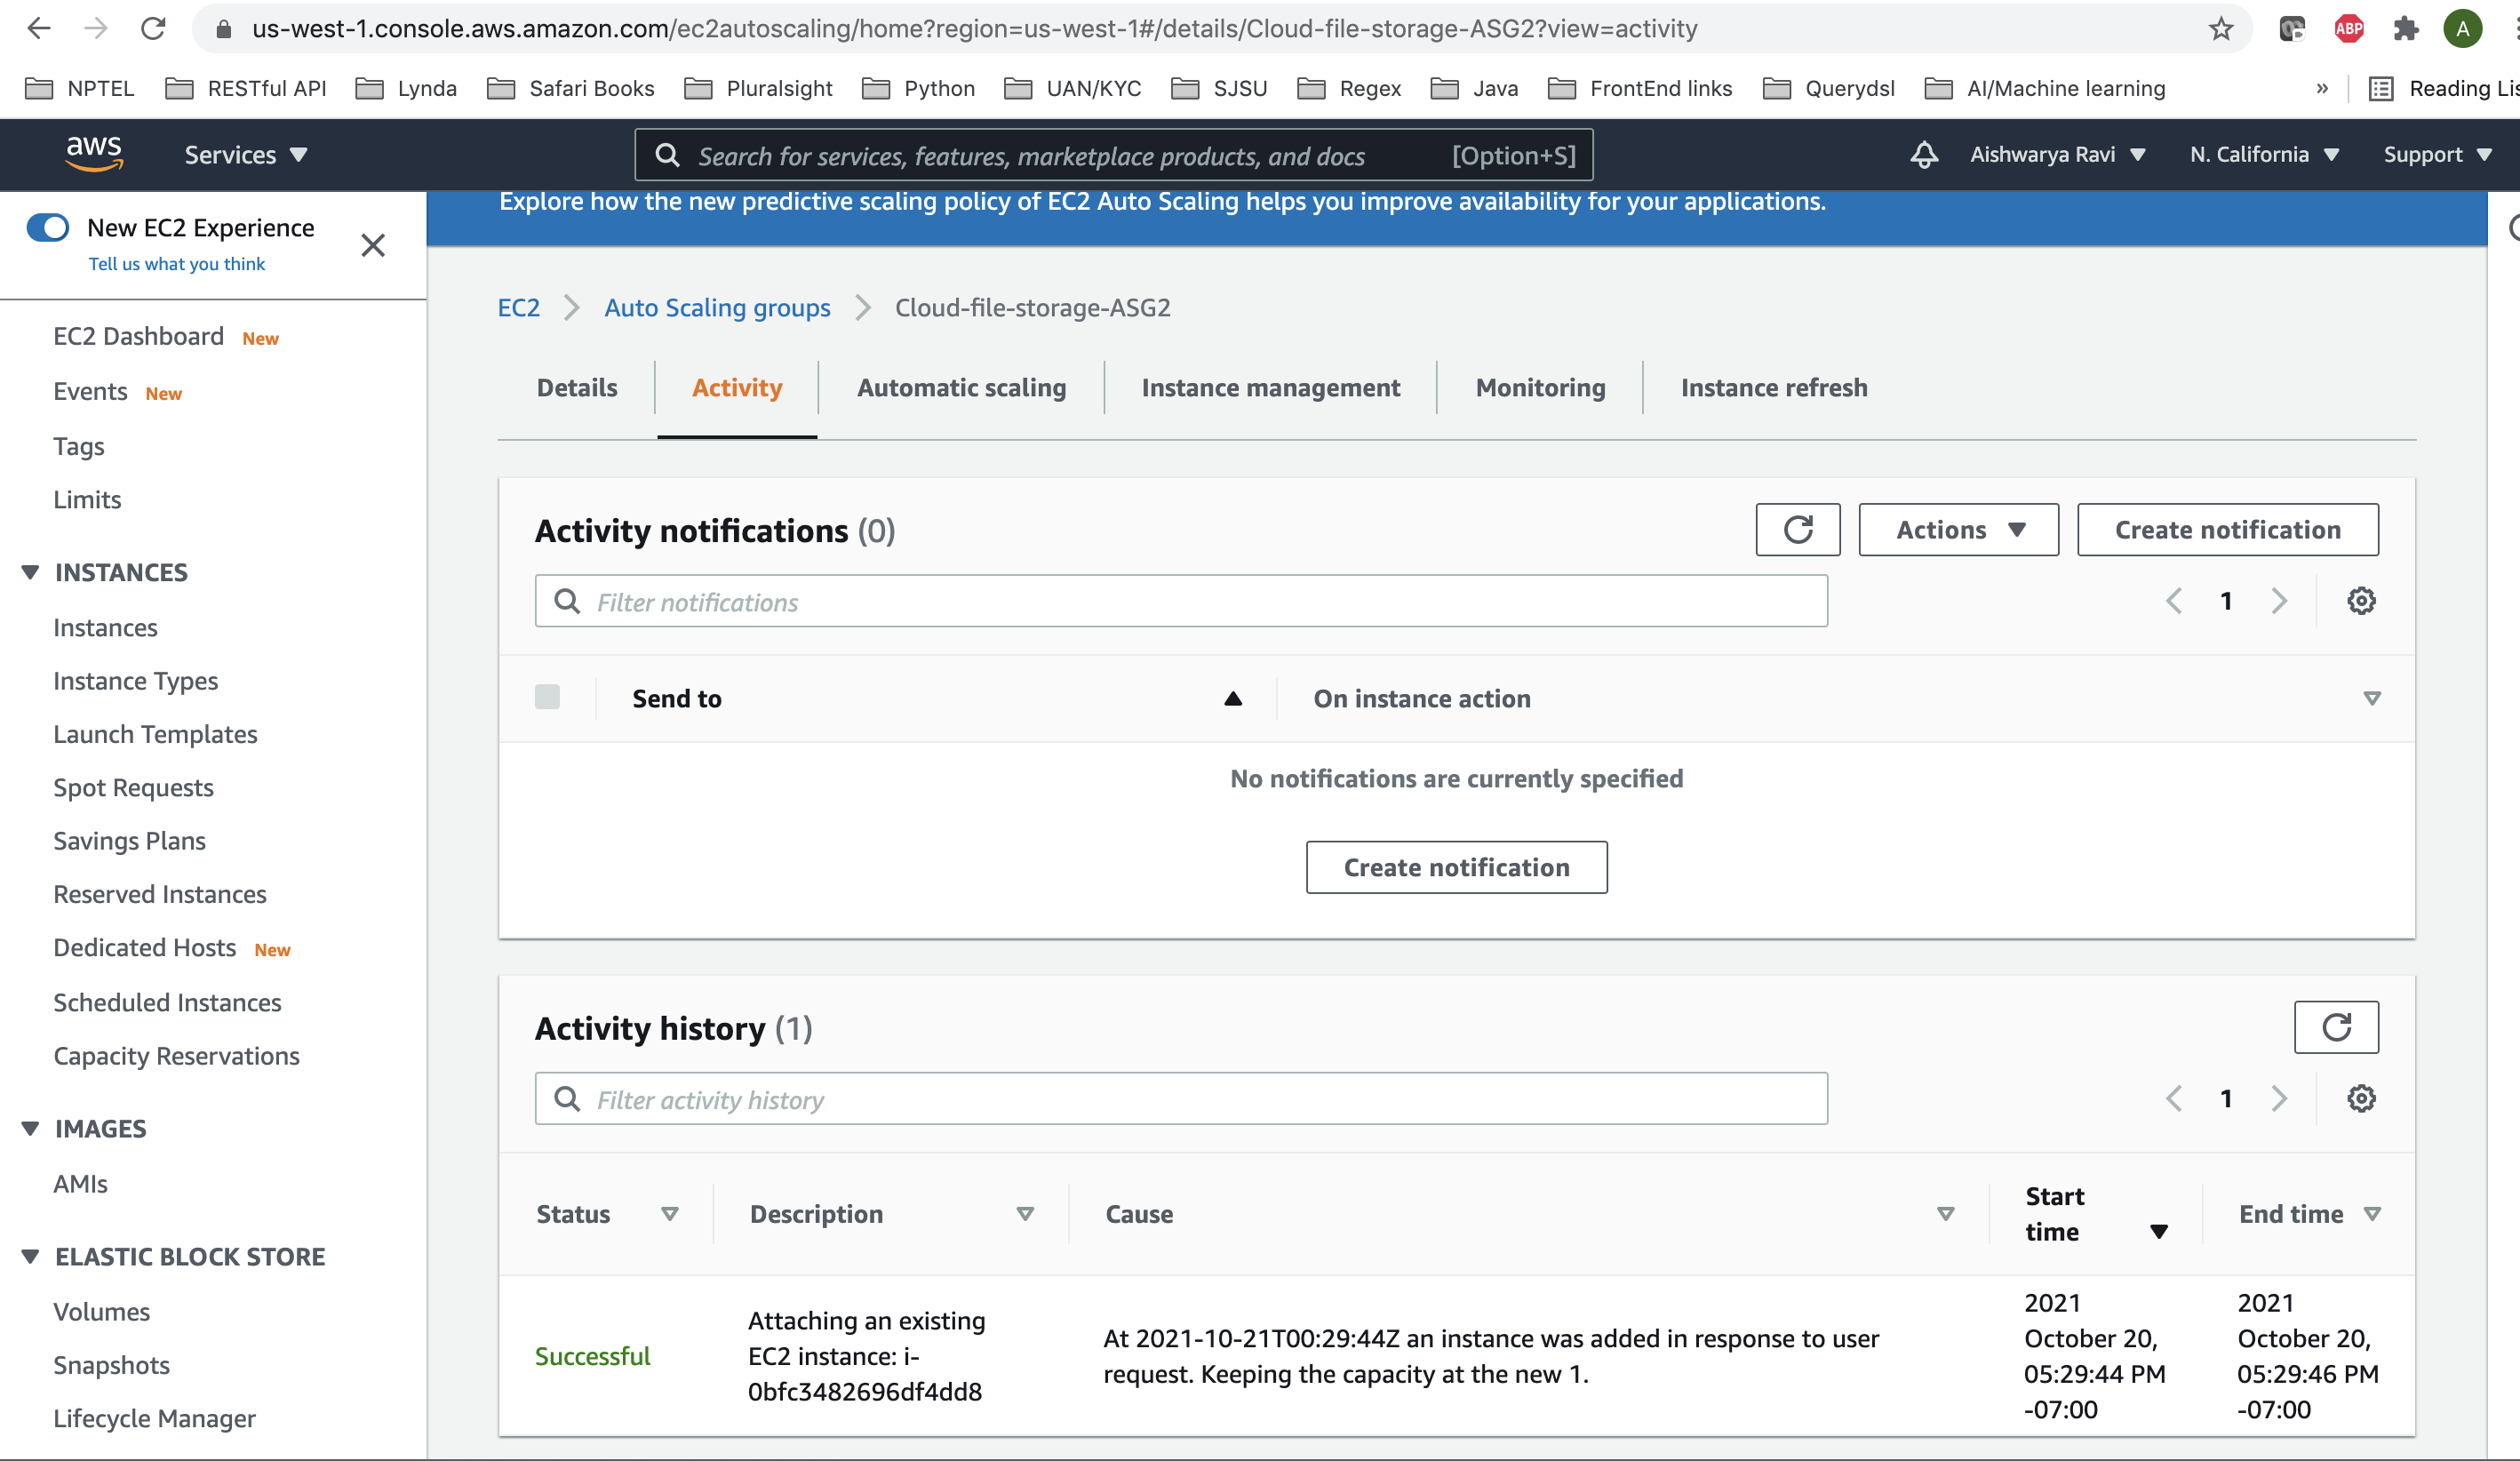 us-west-1.console.aws.amazon.com/ec2autoscaling/home?region=us-west-1#/details/Cloud-file-storage-ASG2?view=activity
ABP
A
NPTEL RESTful API Lynda Safari Books Pluralsight Python UAN/KYC SJSU Regex Java FrontEnd links Querydsl AI/Machine learning » Reading Lis
aws Services Search for services, features, marketplace products, and docs [Option+S] Aishwarya Ravi N. California Support
New EC2 Experience
Tell us what you think
EC2 Dashboard New
Events New
Tags
Limits
INSTANCES
Instances
Instance Types
Launch Templates
Spot Requests
Savings Plans
Reserved Instances
Dedicated Hosts New
Scheduled Instances
Capacity Reservations
IMAGES
AMIs
ELASTIC BLOCK STORE
Volumes
Snapshots
Lifecycle Manager
Explore how the new predictive scaling policy of EC2 Auto Scaling helps you improve availability for your applications.
EC2 Auto Scaling groups Cloud-file-storage-ASG2
Details Activity Automatic scaling Instance management Monitoring Instance refresh
Activity notifications (0) Actions Create notification
Filter notifications 1
Send to On instance action
No notifications are currently specified
Create notification
Activity history (1)
Filter activity history 1
Status Description Cause Start time End time
Successful
Attaching an existing
EC2 instance: i-
0bfc3482696df4dd8
At 2021-10-21T00:29:44Z an instance was added in response to user
request. Keeping the capacity at the new 1.
2021
October 20,
05:29:44 PM
-07:00
2021
October 20,
05:29:46 PM
-07:00